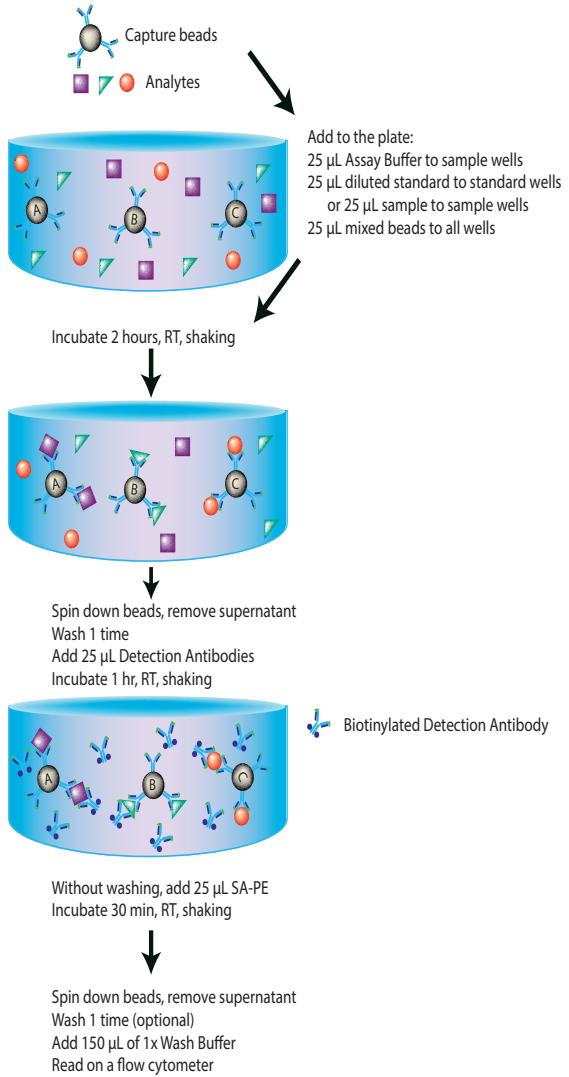 Capture beads
Analytes
Add to the plate:
25 µL Assay Buffer to sample wells
25 µL diluted standard to standard wells
or 25 µL sample to sample wells
25 µL mixed beads to all wells
A
B
C
Incubate 2 hours, RT, shaking
A
B
C
Spin down beads, remove supernatant
Wash 1 time
Add 25 µL Detection Antibodies
Incubate 1 hr, RT, shaking
Biotinylated Detection Antibody
A
B
C
Without washing, add 25 µL SA-PE
Incubate 30 min, RT, shaking
Spin down beads, remove supernatant
Wash 1 time (optional)
Add 150 µL of 1x Wash Buffer
Read on a flow cytometer